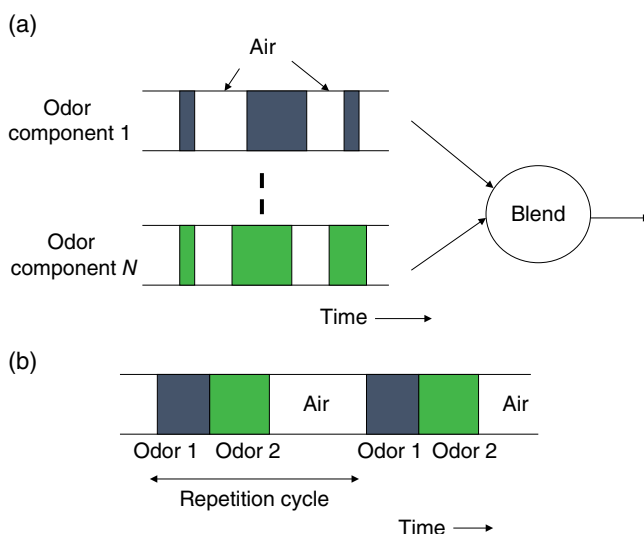 (a)
Air
Odor
component 1
Blend
Odor
component N
Time
(b)
Air
Air
Odor 1
Odor 2
Odor 1
Odor 2
Repetition cycle
Time